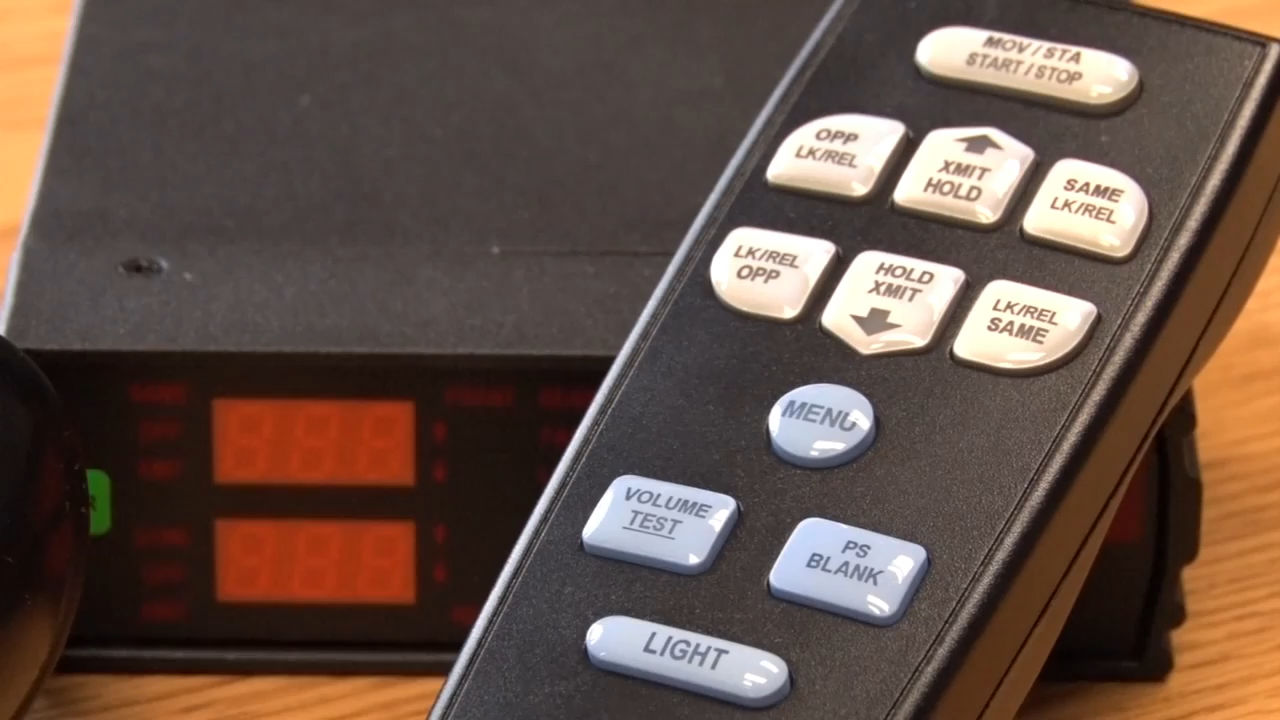 MOV / STA
START / STOP
OPP
LK/REL
XMIT
HOLD
SAME
LK/REL
LK/REL
OPP
HOLD
XMIT
LK/REL
SAME
MENU
VOLUME
TEST
PS
BLANK
LIGHT